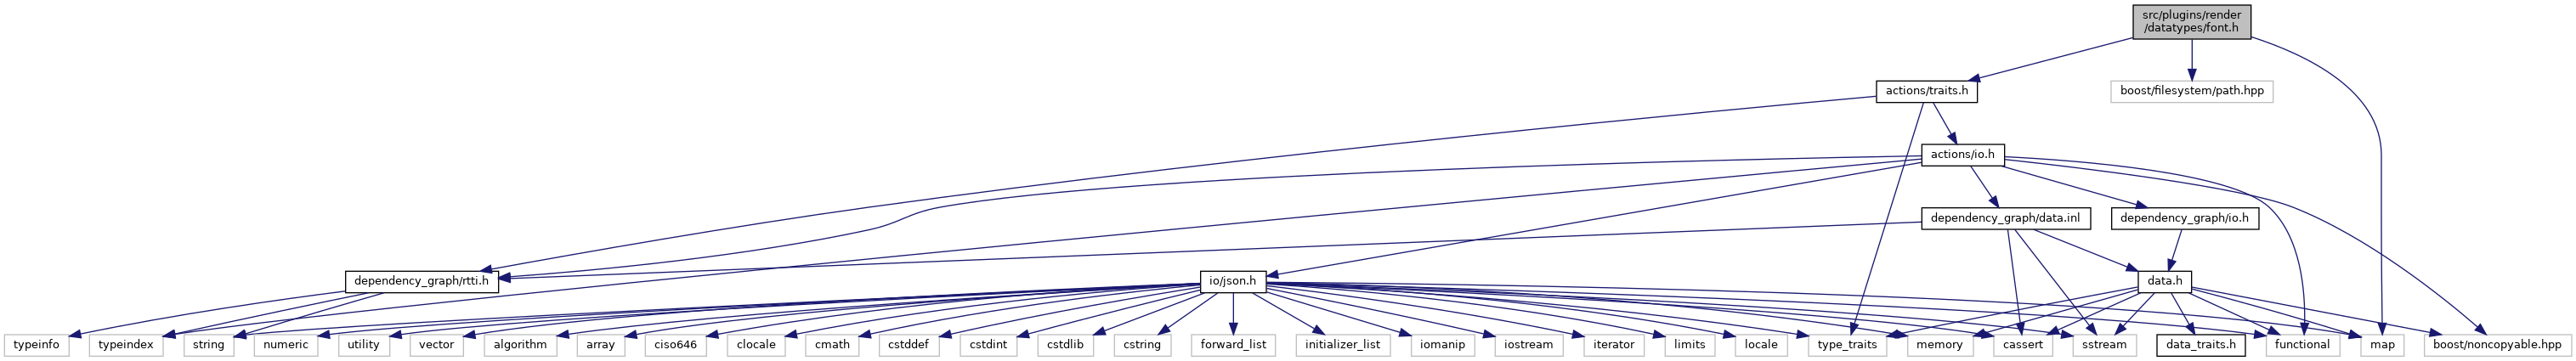 src/plugins/render
/datatypes/font.h
actions/traits.h
boost/filesystem/path.hpp
actions/io.h
dependency_graph/data.inl
dependency_graph/io.h
dependency_graph/rtti.h
io/json.h
data.h
typeinfo
typeindex
string
numeric
utility
vector
algorithm
array
ciso646
clocale
cmath
cstddef
cstdint
cstdlib
cstring
forward_list
initializer_list
iomanip
iostream
iterator
limits
locale
type_traits
memory
cassert
sstream
data_traits.h
functional
map
boost/noncopyable.hpp